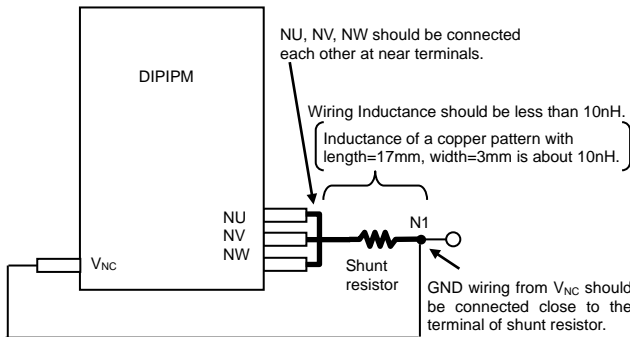 NU, NV, NW should be connected
each other at near terminals.
DIPIPM
Wiring Inductance should be less than 10nH.
Inductance of a copper pattern with
length=17mm, width=3mm is about 10nH.
NU
NV
NW
N1
VNC
Shunt
resistor
GND wiring from VNC should
be connected close to the
terminal of shunt resistor.